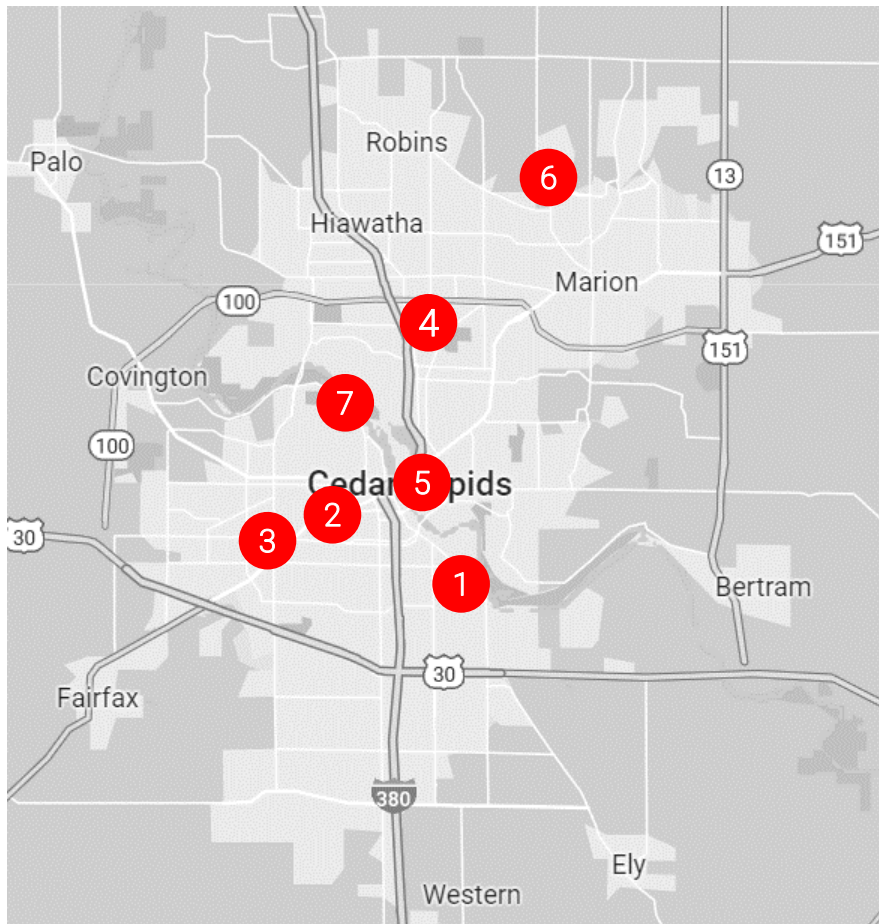 Robins
Palo
6
13
Hiawatha
151
Marion
100
4
151
Covington
7
100
Cedar
5
pids
2
30
3
1
Bertram
30
Fairfax
380
Ely
Western